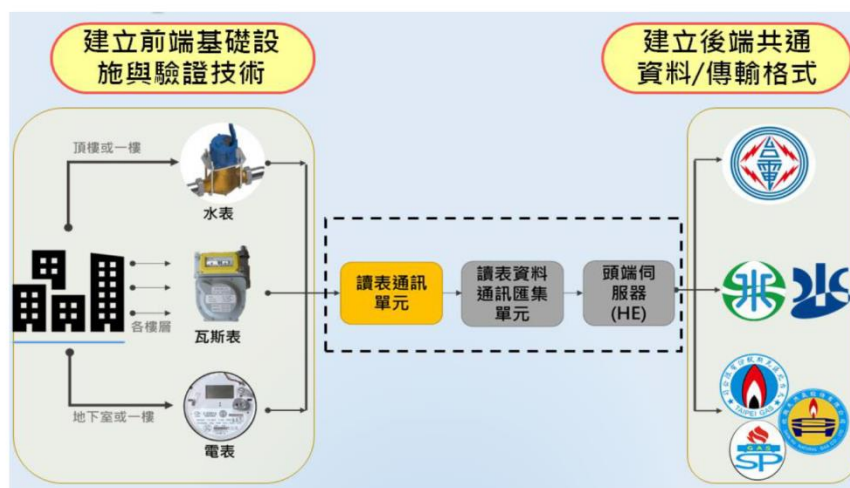 建立前端基礎設
施與驗證技術
建立後端共通
資料/傳輸格式
頂樓或一樓
水表
各樓層
瓦斯表
地下室或一樓
電表
讀表通訊
單元
讀表資料
通訊匯集
單元
頭端伺
服器
(HE)
台電
TAIPEI GAS
GAS
SP